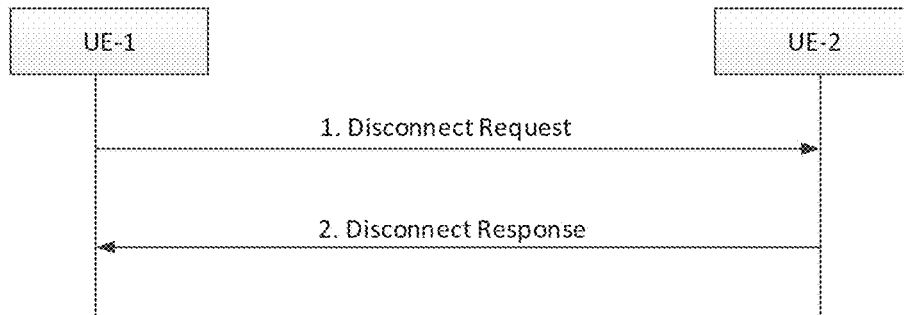 UE-1
UE-2
1. Disconnect Request
2. Disconnect Response